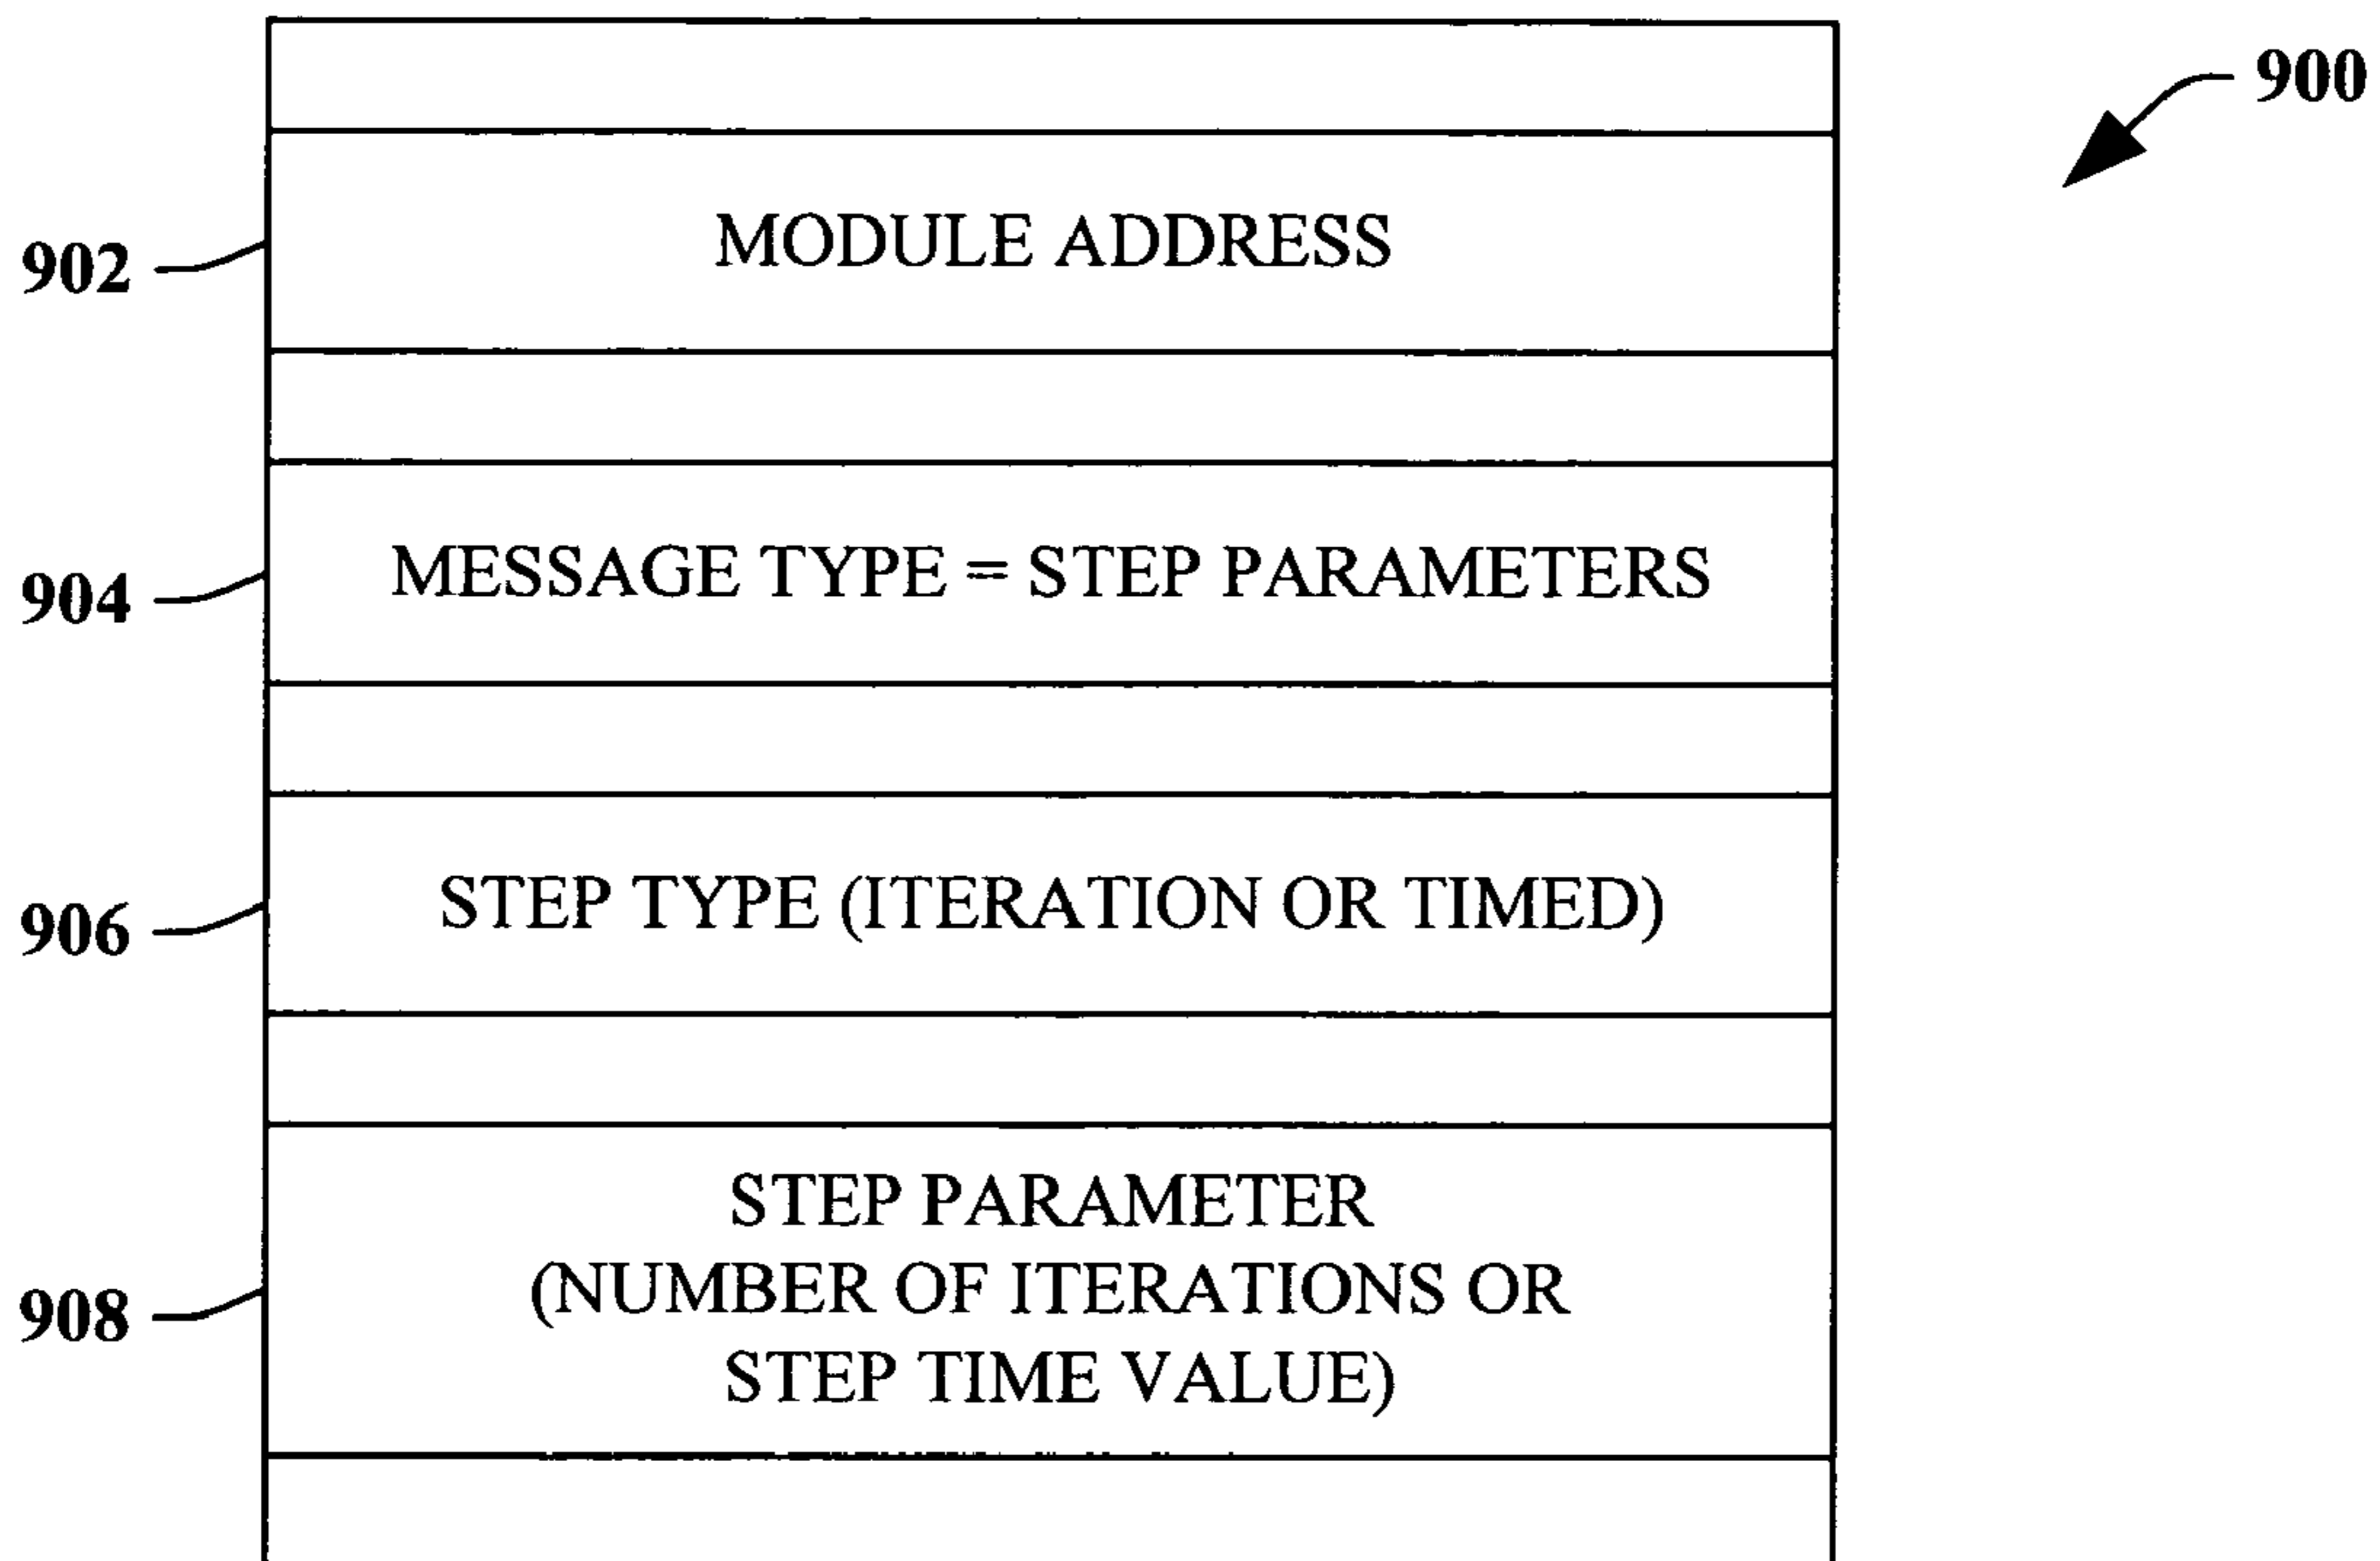 900
MODULE ADDRESS
902
MESSAGE TYPE = STEP PARAMETERS
904
STEP TYPE (ITERATION OR TIMED)
906
STEP PARAMETER
(NUMBER OF ITERATIONS OR
908
STEP TIME VALUE)